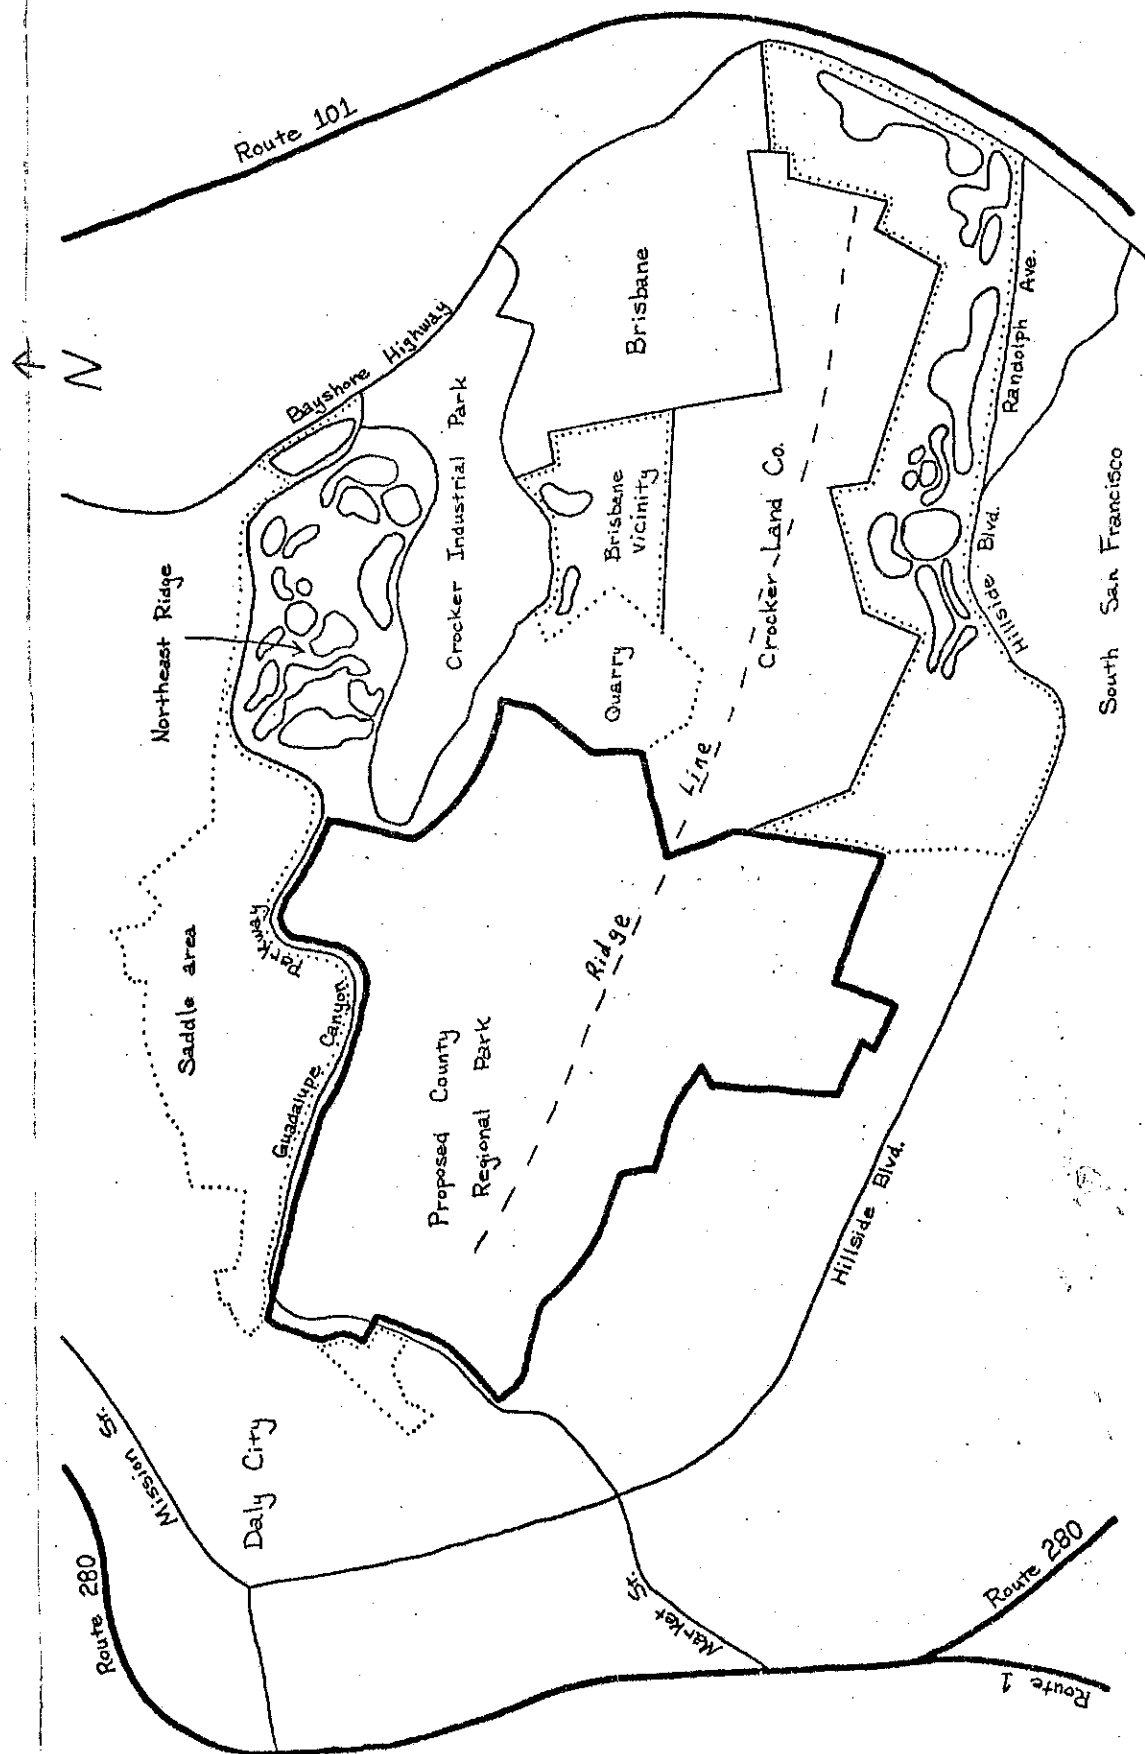 N
Route 101
Bayshore Highway
Northeast Ridge
Crocker Industrial Park
Brisbane
Brisbane
Vicinity
Quarry
Crocker Land Co.
Randolph Ave.
Hillside Blvd.
South San Francisco
Saddle area
Guadalupe Canyon Parkway
Proposed County
Regional Park
Ridge Line
Hillside Blvd.
Mission St.
Daly City
Route 280
Market St.
Route 280
Route 1